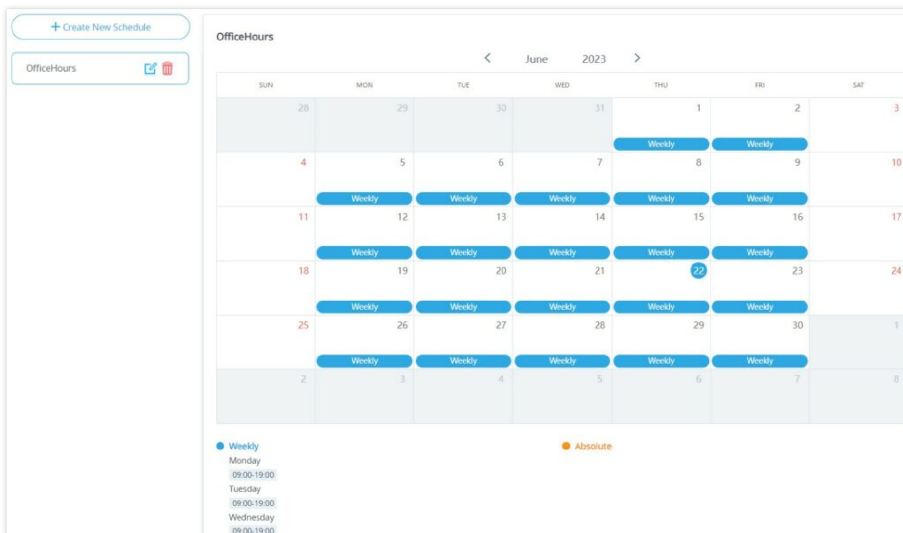 + Create New Schedule
OfficeHours
OfficeHours
< June 2023 >
SUN MON TUE WED THU FRI SAT
28 29 30 31 1 2 3
Weekly Weekly
4 5 6 7 8 9 10
Weekly Weekly Weekly Weekly Weekly
11 12 13 14 15 16 17
Weekly Weekly Weekly Weekly Weekly
18 19 20 21 22 23 24
Weekly Weekly Weekly Weekly Weekly
25 26 27 28 29 30 1
Weekly Weekly Weekly Weekly Weekly
2 3 4 5 6 7 8
Weekly Absolute
Monday
09:00-19:00
Tuesday
09:00-19:00
Wednesday
09:00-19:00